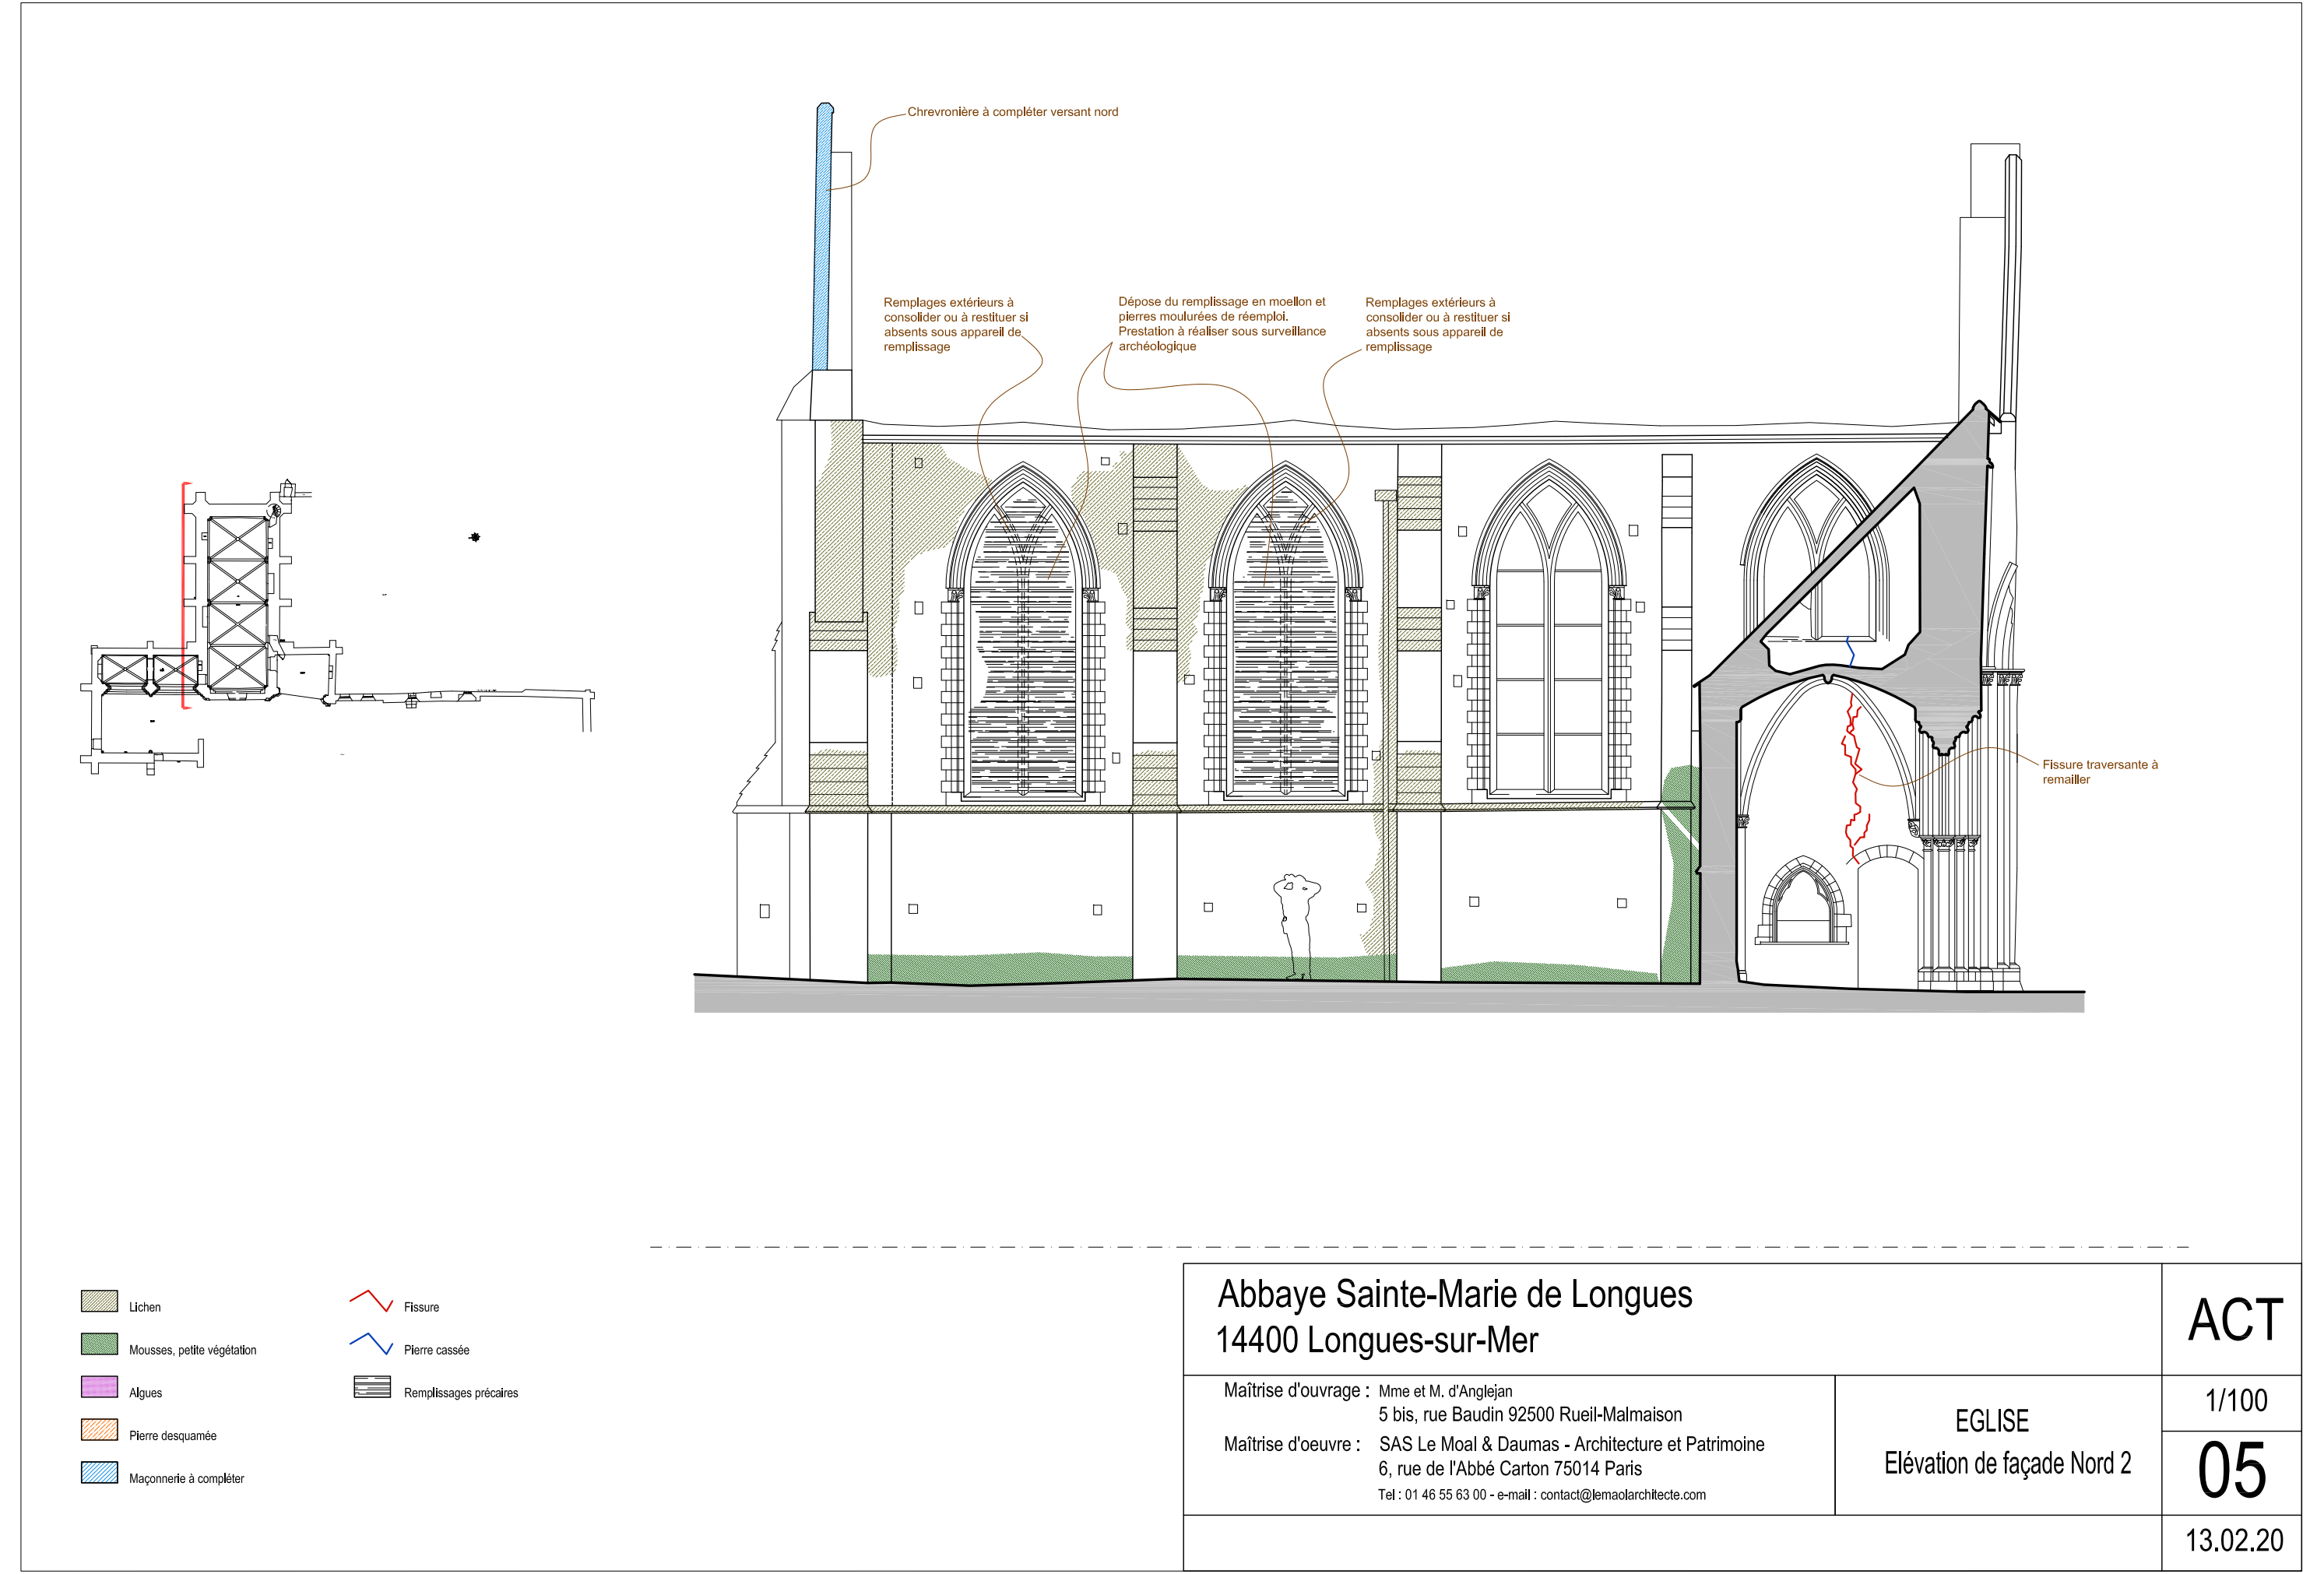 Chrevronière à compléter versant nord
Remplages extérieurs à
consolider ou à restituer si
absents sous appareil de
remplissage
Dépose du remplissage en moellon et
pierres moulurées de réemploi.
Prestation à réaliser sous surveillance
archéologique
Remplages extérieurs à
consolider ou à restituer si
absents sous appareil de
remplissage
Fissure traversante à
remailler
Lichen
Mousses, petite végétation
Algues
Pierre desquamée
Maçonnerie à compléter
Fissure
Pierre cassée
Remplissages précaires
Abbaye Sainte-Marie de Longues
14400 Longues-sur-Mer
ACT
Maîtrise d'ouvrage : Mme et M. d'Anglejan
5 bis, rue Baudin 92500 Rueil-Malmaison
Maîtrise d'oeuvre : SAS Le Moal & Daumas - Architecture et Patrimoine
6, rue de l'Abbé Carton 75014 Paris
Tel : 01 46 55 63 00 - e-mail : contact@lemaolarchitecte.com
EGLISE
Elévation de façade Nord 2
1/100
05
13.02.20